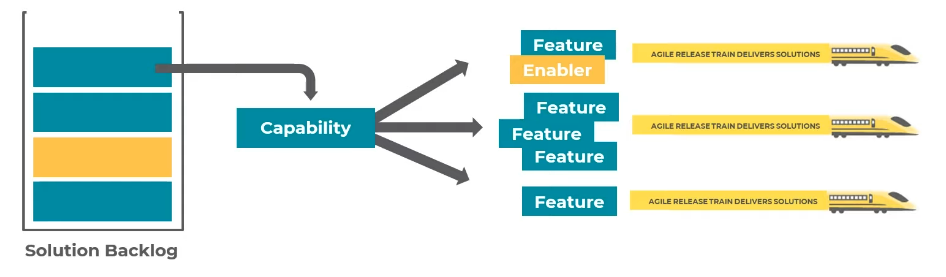 Feature
Enabler
AGILE RELEASE TRAIN DELIVERS SOLUTIONS
Capability
Feature
Feature
Feature
AGILE RELEASE TRAIN DELIVERS SOLUTIONS
Feature
AGILE RELEASE TRAIN DELIVERS SOLUTIONS
Solution Backlog